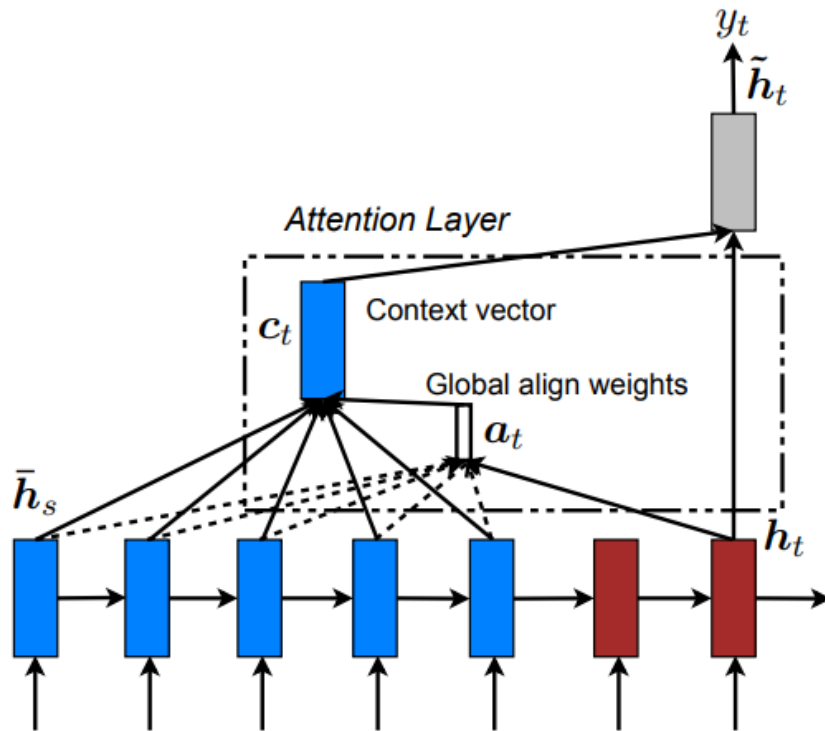 y_t
h̃_t
Attention Layer
c_t
Context vector
Global align weights
a_t
h̄_s
h_t